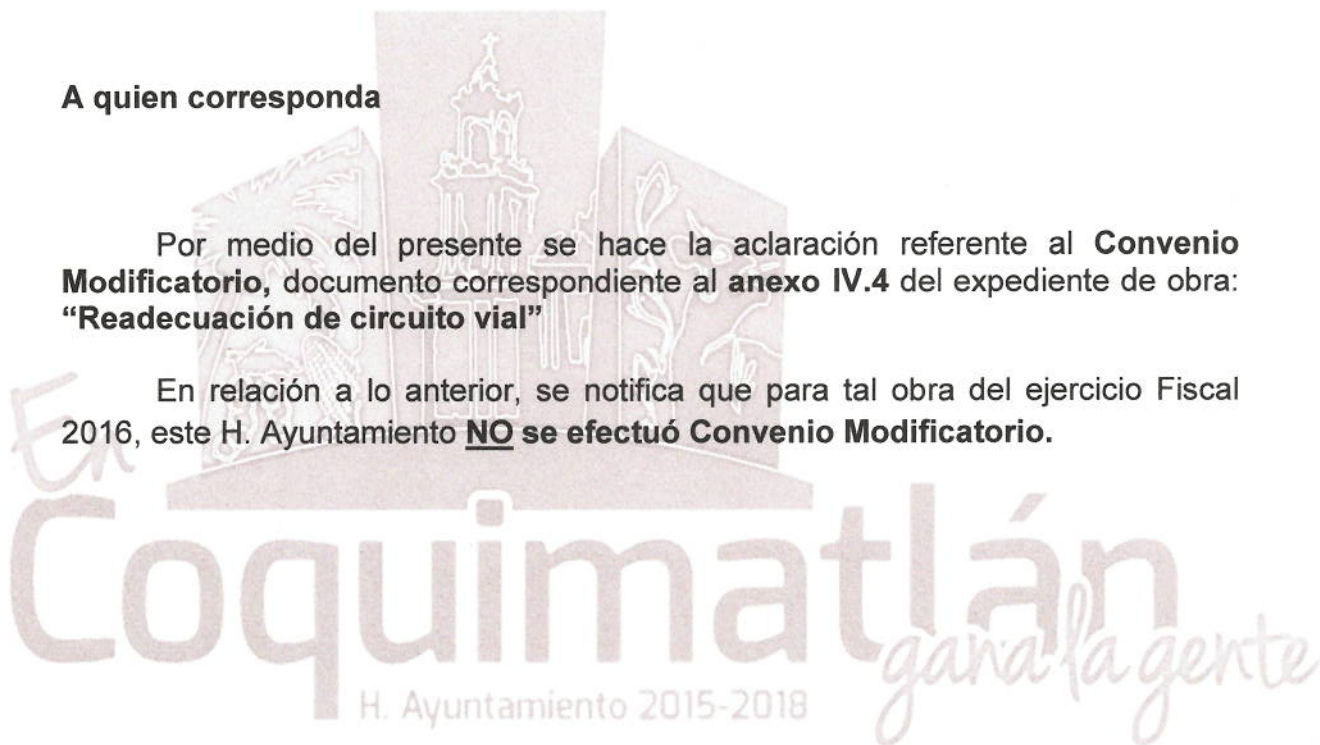 A quien corresponda
Por medio del presente se hace la aclaración referente al Convenio
Modificatorio, documento correspondiente al anexo IV.4 del expediente de obra:
“Readecuación de circuito vial”
En relación a lo anterior, se notifica que para tal obra del ejercicio Fiscal
2016, este H. Ayuntamiento NO se efectuó Convenio Modificatorio.
En
Coquimatlán
gana la gente
H. Ayuntamiento 2015-2018